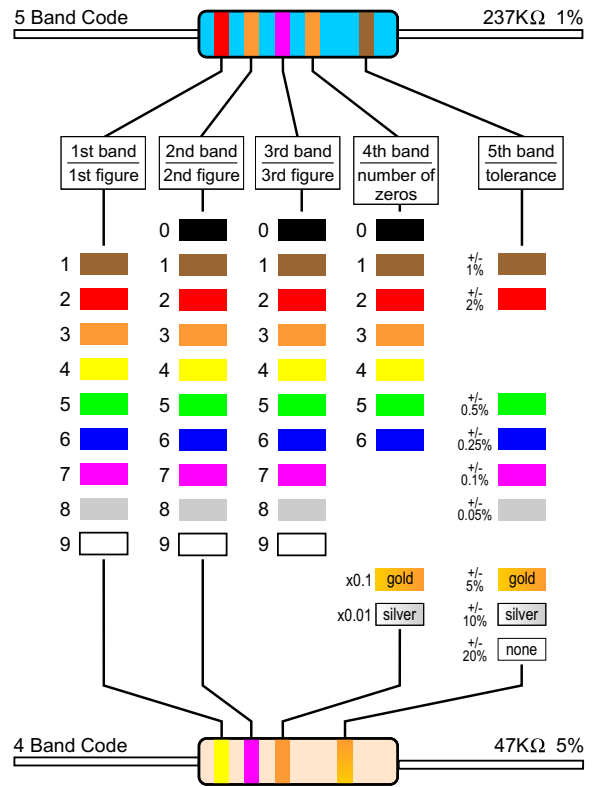 5 Band Code 237KΩ 1%
1st band 2nd band 3rd band 4th band 5th band
1st figure 2nd figure 3rd figure number of zeros tolerance
0 0 0
1 1 1 1 +/- 1%
2 2 2 2 +/- 2%
3 3 3 3
4 4 4 4
5 5 5 5 +/- 0.5%
6 6 6 6 +/- 0.25%
7 7 7 +/- 0.1%
8 8 8 +/- 0.05%
9 9 9
x0.1 gold +/- 5% gold
x0.01 silver +/- 10% silver
+/- 20% none
4 Band Code 47KΩ 5%